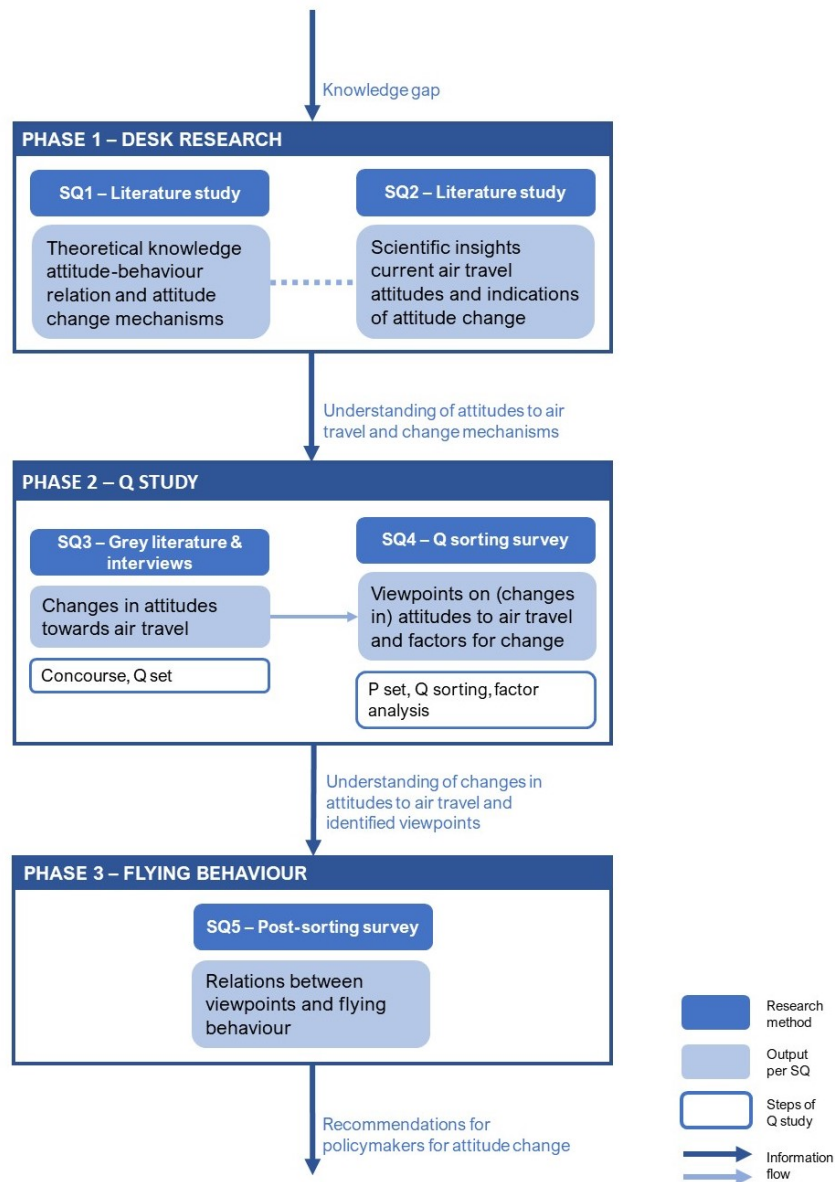 Knowledge gap
PHASE 1 – DESK RESEARCH
SQ1 – Literature study
Theoretical knowledge
attitude-behaviour
relation and attitude
change mechanisms
SQ2 – Literature study
Scientific insights
current air travel
attitudes and indications
of attitude change
Understanding of attitudes to air
travel and change mechanisms
PHASE 2 – Q STUDY
SQ3 – Grey literature &
interviews
Changes in attitudes
towards air travel
Concourse, Q set
SQ4 – Q sorting survey
Viewpoints on (changes
in) attitudes to air travel
and factors for change
P set, Q sorting, factor
analysis
Understanding of changes in
attitudes to air travel and
identified viewpoints
PHASE 3 – FLYING BEHAVIOUR
SQ5 – Post-sorting survey
Relations between
viewpoints and flying
behaviour
Recommendations for
policymakers for attitude change
Research
method
Output
per SQ
Steps of
Q study
Information
flow